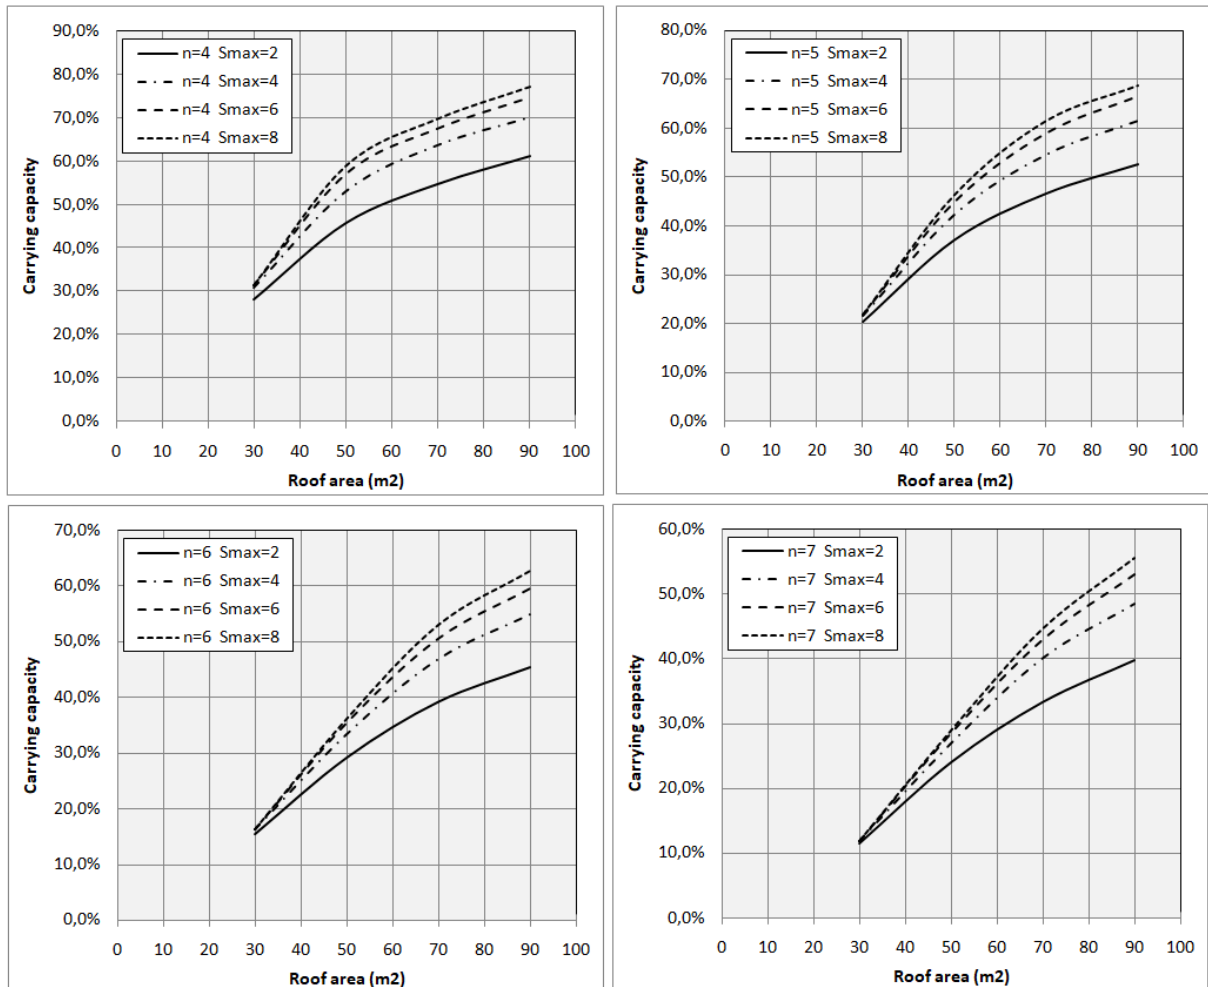 90,0%
80,0%
70,0%
60,0%
50,0%
40,0%
30,0%
20,0%
10,0%
0,0%
Carrying capacity
n=4 Smax=2
n=4 Smax=4
n=4 Smax=6
n=4 Smax=8
0 10 20 30 40 50 60 70 80 90 100
Roof area (m2)
80,0%
70,0%
60,0%
50,0%
40,0%
30,0%
20,0%
10,0%
0,0%
Carrying capacity
n=5 Smax=2
n=5 Smax=4
n=5 Smax=6
n=5 Smax=8
0 10 20 30 40 50 60 70 80 90 100
Roof area (m2)
70,0%
60,0%
50,0%
40,0%
30,0%
20,0%
10,0%
0,0%
Carrying capacity
n=6 Smax=2
n=6 Smax=4
n=6 Smax=6
n=6 Smax=8
0 10 20 30 40 50 60 70 80 90 100
Roof area (m2)
60,0%
50,0%
40,0%
30,0%
20,0%
10,0%
0,0%
Carrying capacity
n=7 Smax=2
n=7 Smax=4
n=7 Smax=6
n=7 Smax=8
0 10 20 30 40 50 60 70 80 90 100
Roof area (m2)